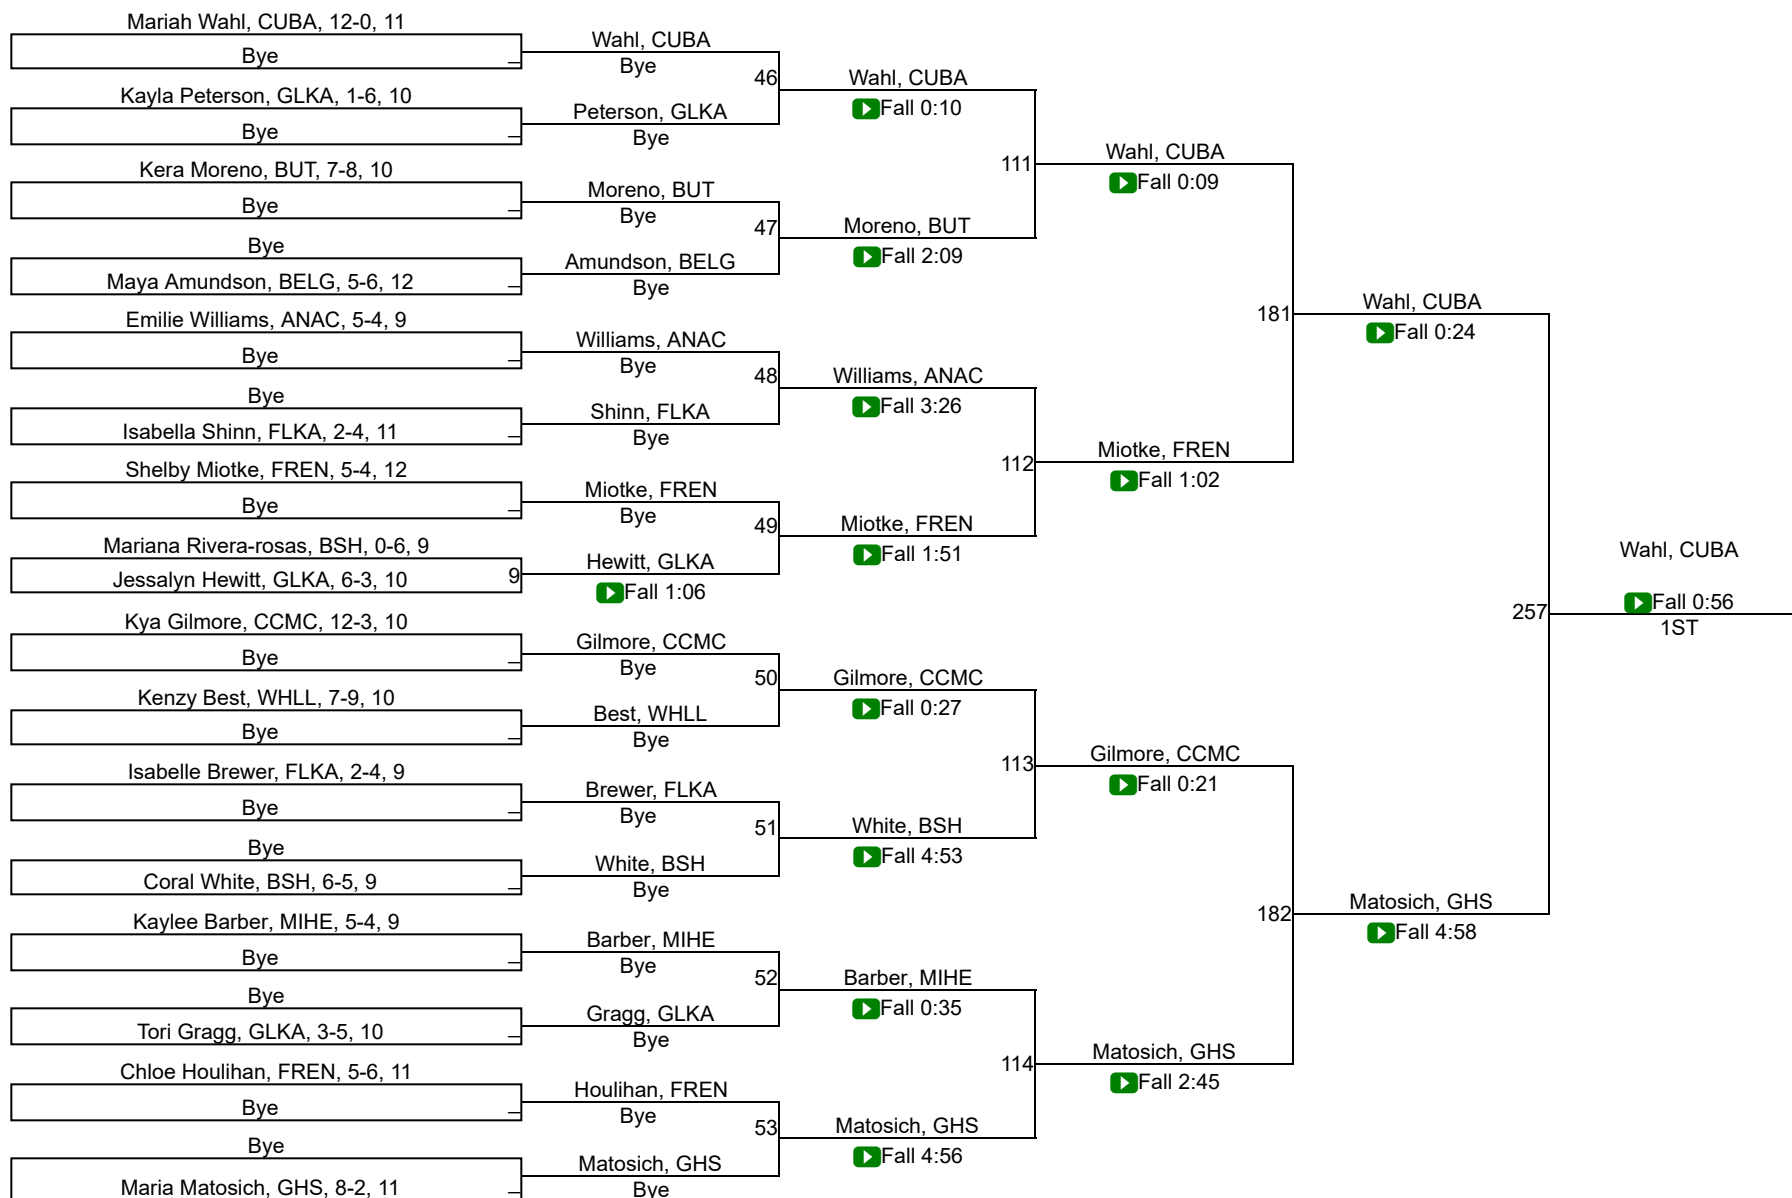 Mariah Wahl, CUBA, 12-0, 11
Bye
Kayla Peterson, GLKA, 1-6, 10
Bye
Kera Moreno, BUT, 7-8, 10
Bye
Bye
Maya Amundson, BELG, 5-6, 12
Emilie Williams, ANAC, 5-4, 9
Bye
Bye
Isabella Shinn, FLKA, 2-4, 11
Shelby Miotke, FREN, 5-4, 12
Bye
Mariana Rivera-rosas, BSH, 0-6, 9
Jessalyn Hewitt, GLKA, 6-3, 10
9
Kya Gilmore, CCMC, 12-3, 10
Bye
Kenzy Best, WHLL, 7-9, 10
Bye
Isabelle Brewer, FLKA, 2-4, 9
Bye
Bye
Coral White, BSH, 6-5, 9
Kaylee Barber, MIHE, 5-4, 9
Bye
Bye
Tori Gragg, GLKA, 3-5, 10
Chloe Houlihan, FREN, 5-6, 11
Bye
Bye
Maria Matosich, GHS, 8-2, 11
Wahl, CUBA
Bye
46
Peterson, GLKA
Bye
Moreno, BUT
Bye
47
Amundson, BELG
Bye
Williams, ANAC
Bye
48
Shinn, FLKA
Bye
Miotke, FREN
Bye
49
Hewitt, GLKA
Fall 1:06
Gilmore, CCMC
Bye
50
Best, WHLL
Bye
Brewer, FLKA
Bye
51
White, BSH
Bye
Barber, MIHE
Bye
52
Gragg, GLKA
Bye
Houlihan, FREN
Bye
53
Matosich, GHS
Bye
Wahl, CUBA
Fall 0:10
111
Moreno, BUT
Fall 2:09
Williams, ANAC
Fall 3:26
112
Miotke, FREN
Fall 1:51
Gilmore, CCMC
Fall 0:27
113
White, BSH
Fall 4:53
Barber, MIHE
Fall 0:35
114
Matosich, GHS
Fall 4:56
Wahl, CUBA
Fall 0:09
181
Miotke, FREN
Fall 1:02
Gilmore, CCMC
Fall 0:21
182
Matosich, GHS
Fall 2:45
Wahl, CUBA
Fall 0:24
257
Matosich, GHS
Fall 4:58
Wahl, CUBA
Fall 0:56
1ST